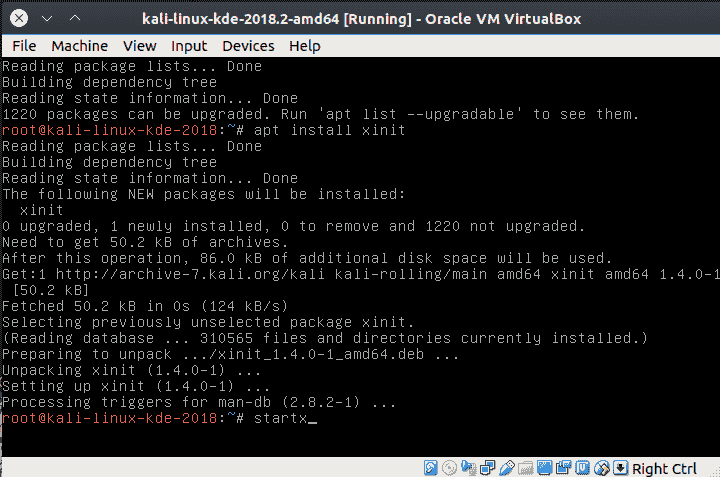 kali-linux-kde-2018.2-amd64 [Running] - Oracle VM VirtualBox
File Machine View Input Devices Help
Reading package lists... Done
Building dependency tree
Reading state information... Done
1220 packages can be upgraded. Run 'apt list --upgradable' to see them.
root@kali-linux-kde-2018:~# apt install xinit
Reading package lists... Done
Building dependency tree
Reading state information... Done
The following NEW packages will be installed:
  xinit
0 upgraded, 1 newly installed, 0 to remove and 1220 not upgraded.
Need to get 50.2 kB of archives.
After this operation, 86.0 kB of additional disk space will be used.
Get:1 http://archive-7.kali.org/kali kali-rolling/main amd64 xinit amd64 1.4.0-1
 [50.2 kB]
Fetched 50.2 kB in 0s (124 kB/s)
Selecting previously unselected package xinit.
(Reading database ... 310565 files and directories currently installed.)
Preparing to unpack .../xinit_1.4.0-1_amd64.deb ...
Unpacking xinit (1.4.0-1) ...
Setting up xinit (1.4.0-1) ...
Processing triggers for man-db (2.8.2-1) ...
root@kali-linux-kde-2018:~# startx_
Right Ctrl